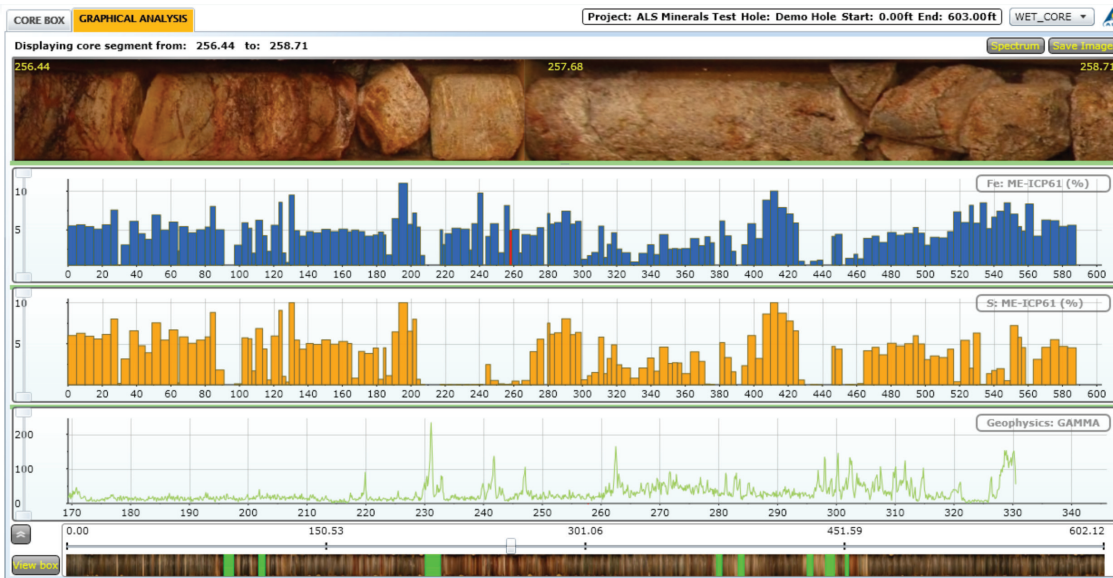 CORE BOX GRAPHICAL ANALYSIS Project: ALS Minerals Test Hole: Demo Hole Start: 0.00ft End: 603.00ft WET_CORE
Displaying core segment from: 256.44 to: 258.71 Spectrum Save Image
256.44 257.68 258.71
Fe: ME-ICP61 (%)
10
5
0 20 40 60 80 100 120 140 160 180 200 220 240 260 280 300 320 340 360 380 400 420 440 460 480 500 520 540 560 580 600
S: ME-ICP61 (%)
10
5
0 20 40 60 80 100 120 140 160 180 200 220 240 260 280 300 320 340 360 380 400 420 440 460 480 500 520 540 560 580 600
Geophysics: GAMMA
200
100
0
170 180 190 200 210 220 230 240 250 260 270 280 290 300 310 320 330 340
0.00 150.53 301.06 451.59 602.12
View box